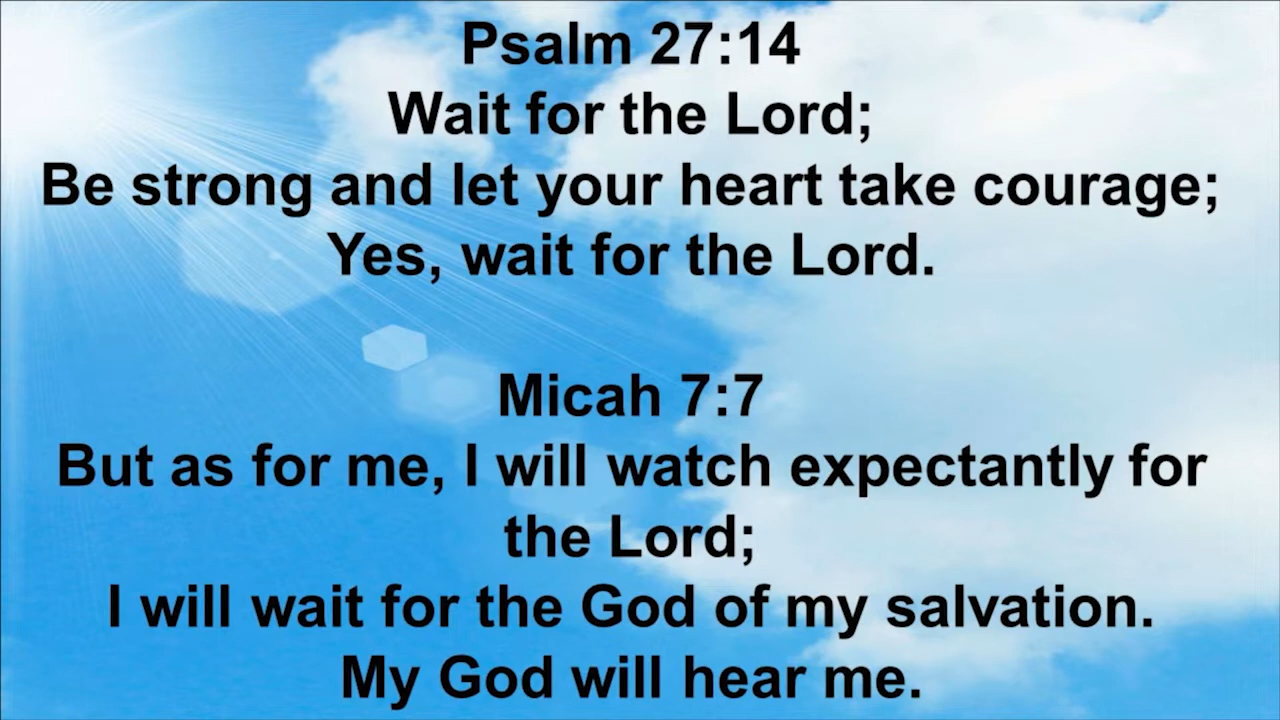 Psalm 27:14
Wait for the Lord;
Be strong and let your heart take courage;
Yes, wait for the Lord.
Micah 7:7
But as for me, I will watch expectantly for
the Lord;
I will wait for the God of my salvation.
My God will hear me.